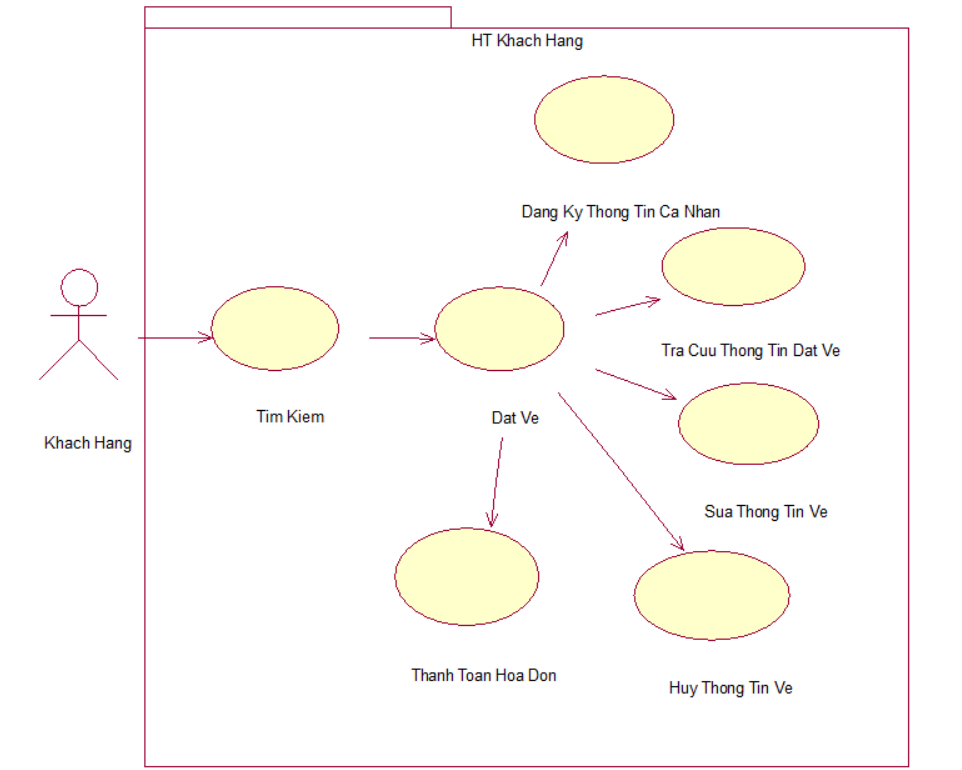 HT Khach Hang
Dang Ky Thong Tin Ca Nhan
Tra Cuu Thong Tin Dat Ve
Tim Kiem
Dat Ve
Khach Hang
Sua Thong Tin Ve
Thanh Toan Hoa Don
Huy Thong Tin Ve